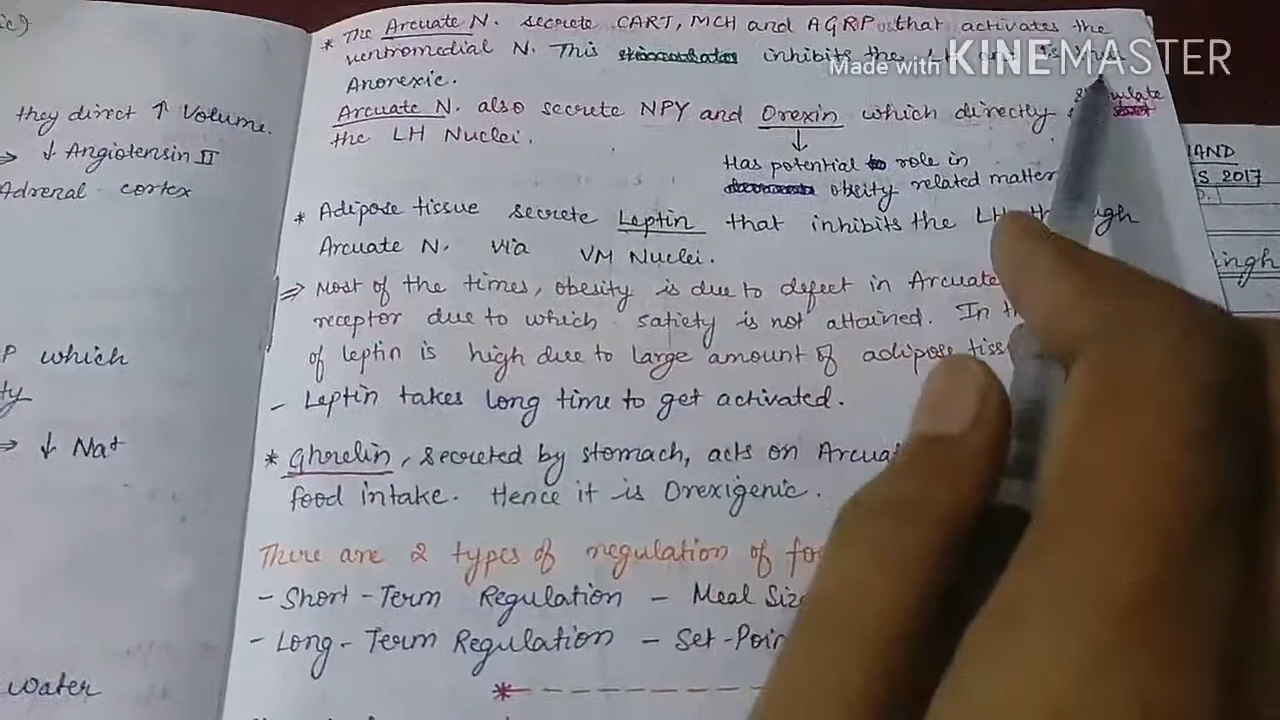 ic)
they direct ↑ Volume.
⇒ ↓ Angiotensin II
Adrenal cortex
P which
ty
⇒ ↓ Na+
water
* The Arcuate N. secrete CART, MCH and AGRP that activates the
ventromedial N. This inhibits the
Anorexic.
Arcuate N. also secrete NPY and Orexin which directly
the LH Nuclei.
↓
Has potential role in
obesity related matter
* Adipose tissue secrete Leptin that inhibits the LH through
Arcuate N. via VM Nuclei.
⇒ Most of the times, obesity is due to defect in Arcuate
receptor due to which satiety is not attained. In
of leptin is high due to large amount of adipose
- Leptin takes long time to get activated.
* Ghrelin, secreted by stomach, acts on
food intake. Hence it is Orexigenic.
There are 2 types of regulation of
- Short-Term Regulation - Meal
- Long-Term Regulation - Set-
*
Made with KINEMASTER
S 2017